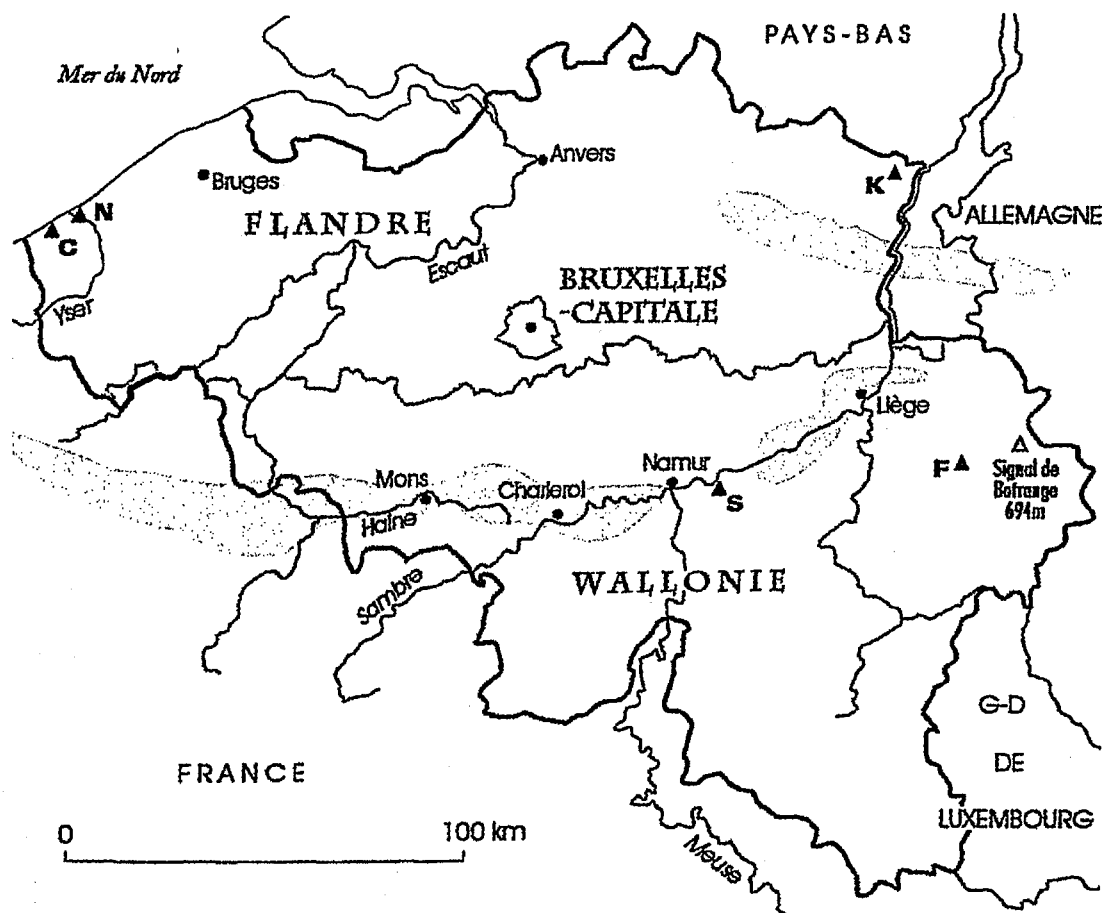 PAYS-BAS
Mer du Nord
Anvers
Bruges
K
N
FLANDRE
ALLEMAGNE
C
Escaut
BRUXELLES
-CAPITALE
Yser
Liège
Namur
Mons
F
Signal de
Botrange
694m
Charleroi
S
Haine
WALLONIE
Sambre
G-D
DE
LUXEMBOURG
FRANCE
0
100 km
Meuse